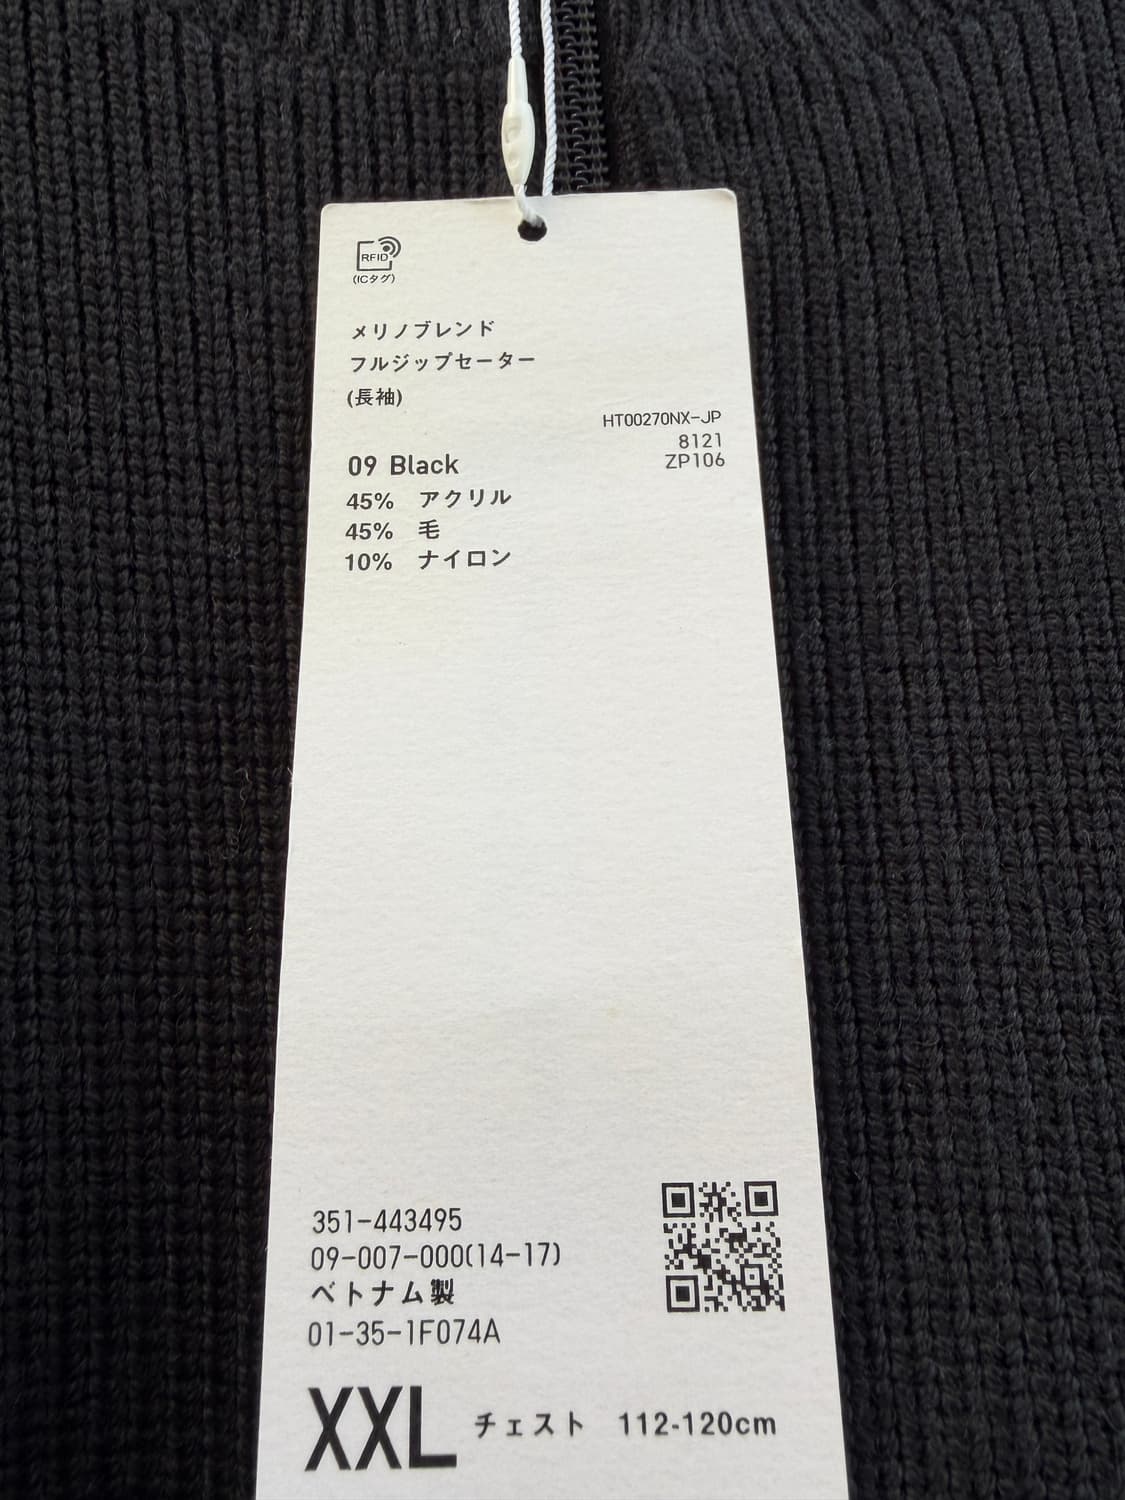 RFID
(ICタグ)
メリノブレンド
フルジップセーター
(長袖)
HT00270NX-JP
8121
ZP106
09 Black
45% アクリル
45% 毛
10% ナイロン
351-443495
09-007-000(14-17)
ベトナム製
01-35-1F074A
XXL チェスト 112-120cm